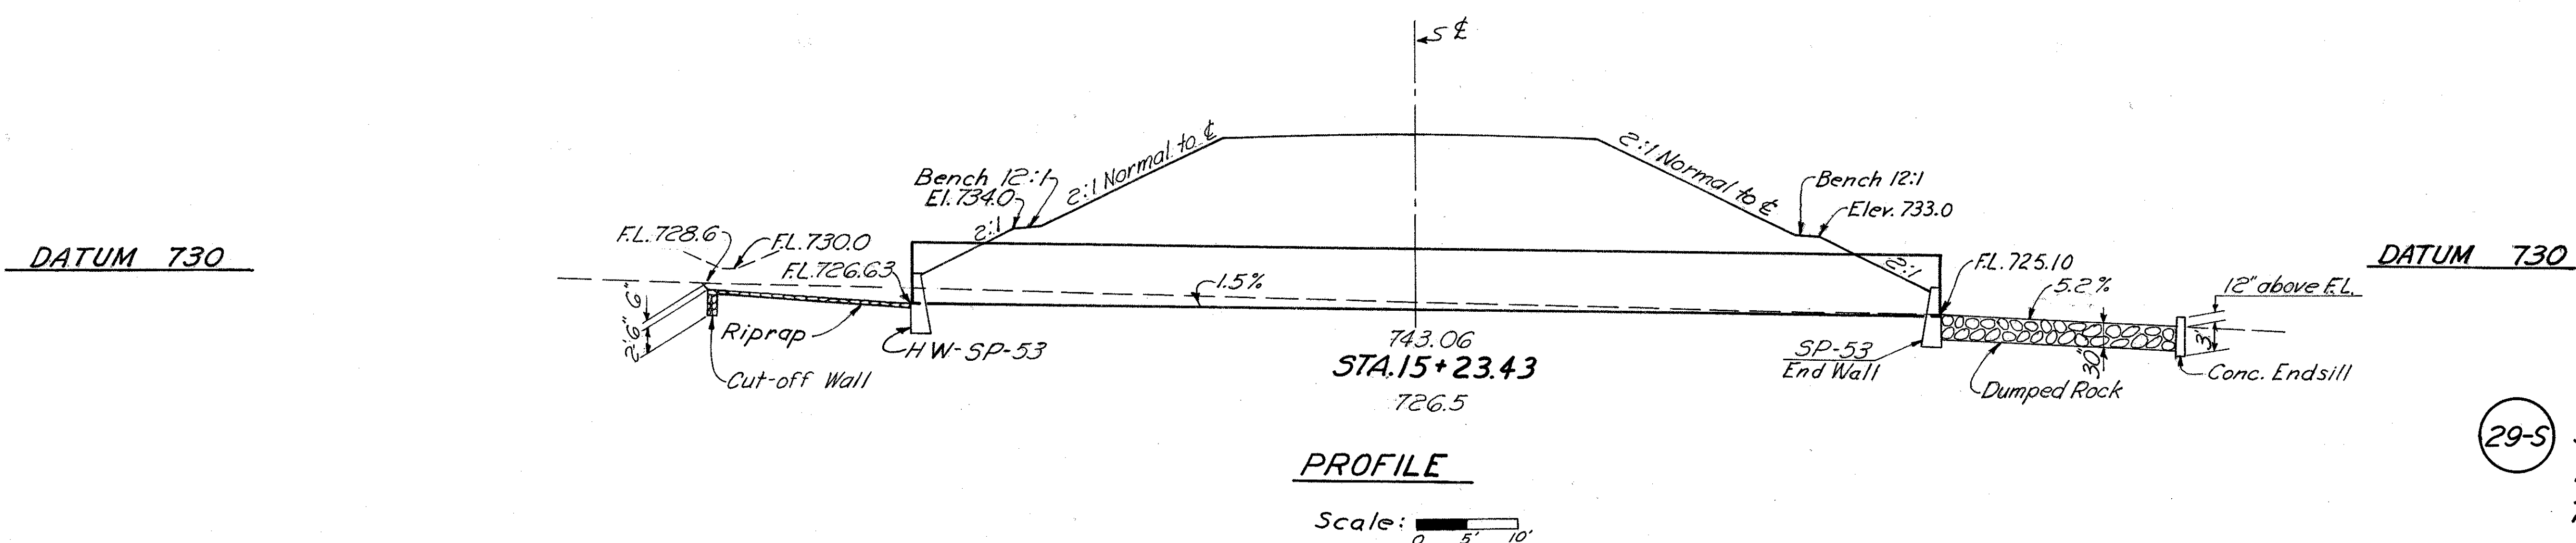 S ℄
2:1 Normal to ℄
2:1 Normal to ℄
Bench 12:1
El. 734.0
2:1
Bench 12:1
Elev. 733.0
F.L. 728.6
F.L. 730.0
F.L. 726.63
DATUM 730
DATUM 730
2:1
F.L. 725.10
1.5%
5.2%
12" above F.L.
6"
2'6"
Riprap
HW-SP-53
Cut-off Wall
743.06
STA. 15+23.43
726.5
SP-53
End Wall
30"
3'
Dumped Rock
Conc. Endsill
29-S
PROFILE
Scale:
0 5' 10'